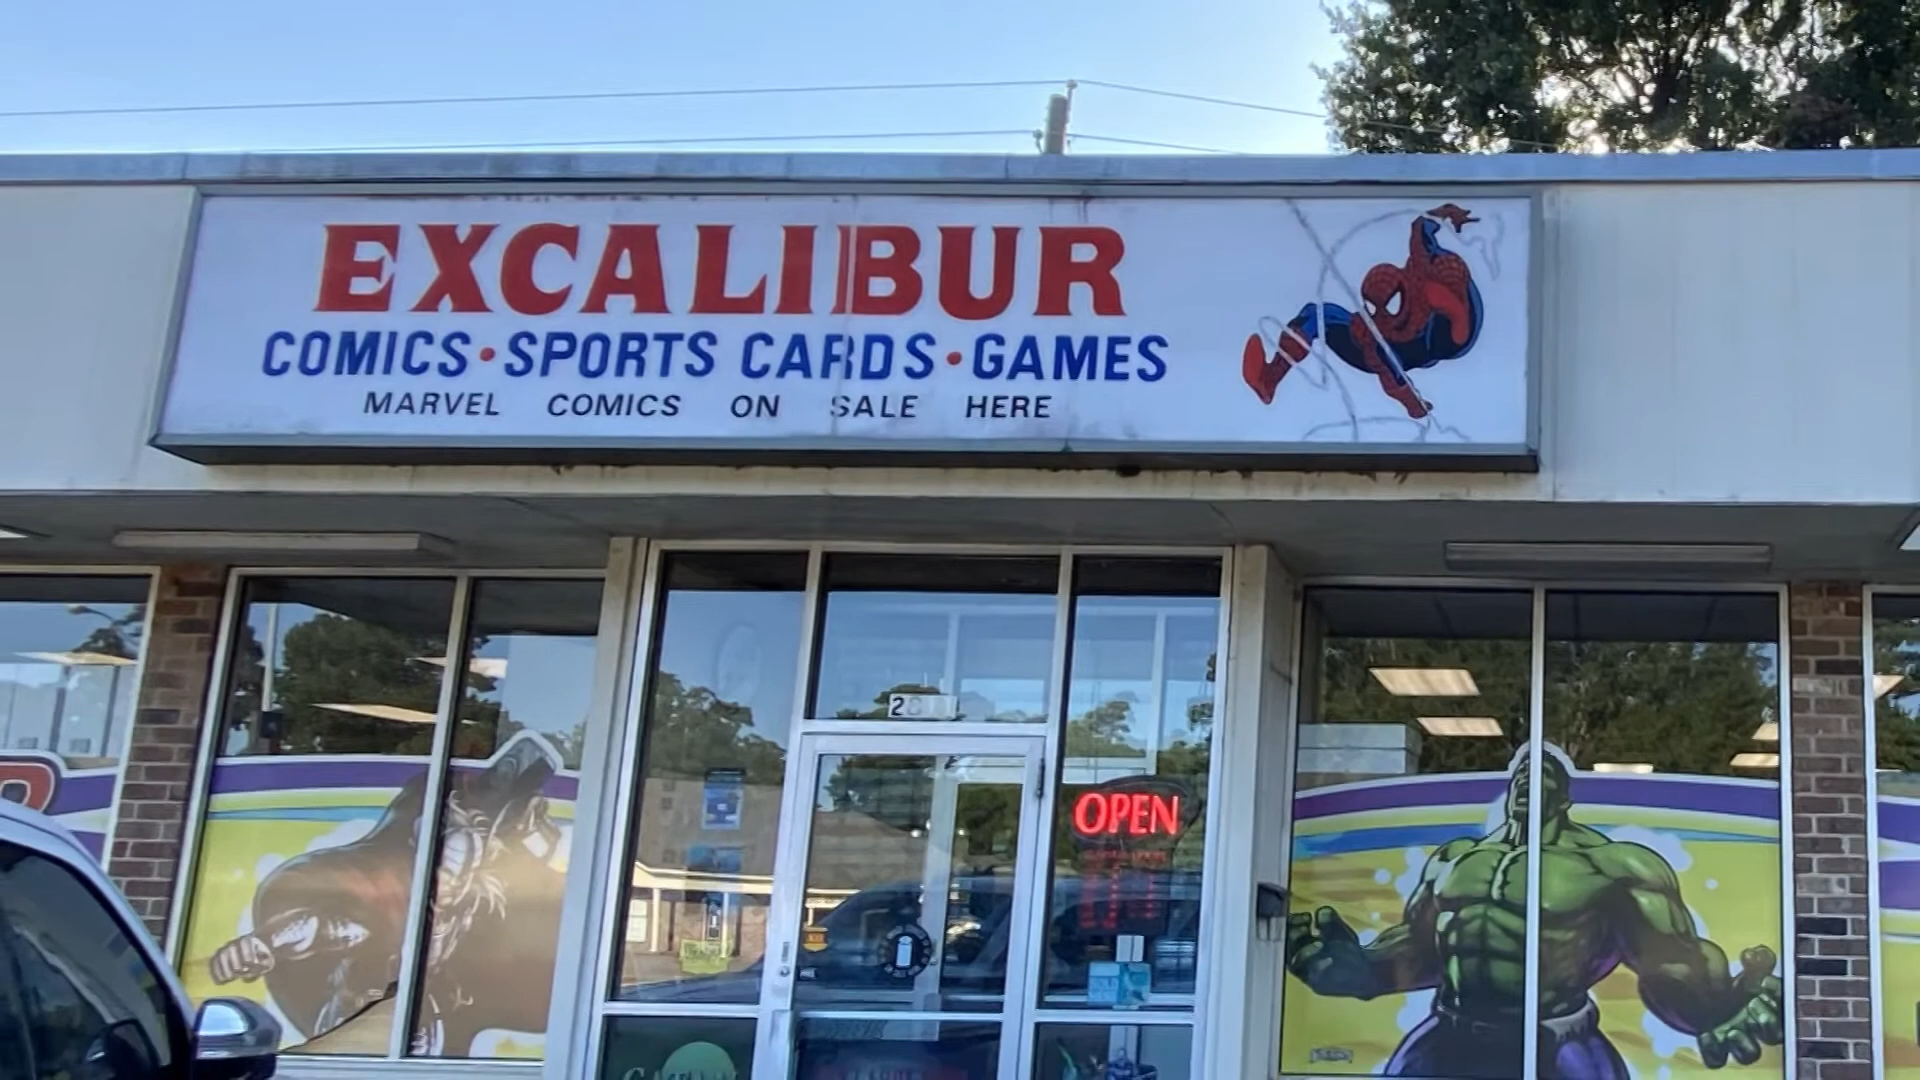 EXCALIBUR
COMICS • SPORTS CARDS • GAMES
MARVEL COMICS ON SALE HERE
OPEN